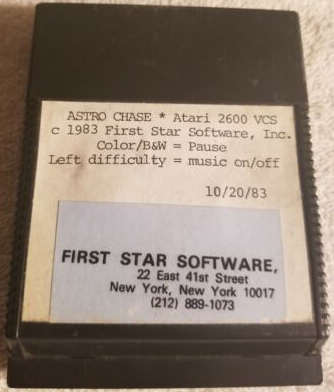 ASTRO CHASE * Atari 2600 VCS
c 1983 First Star Software, Inc.
Color/B&W = Pause
Left difficulty = music on/off
10/20/83
FIRST STAR SOFTWARE,
22 East 41st Street
New York, New York 10017
(212) 889-1073